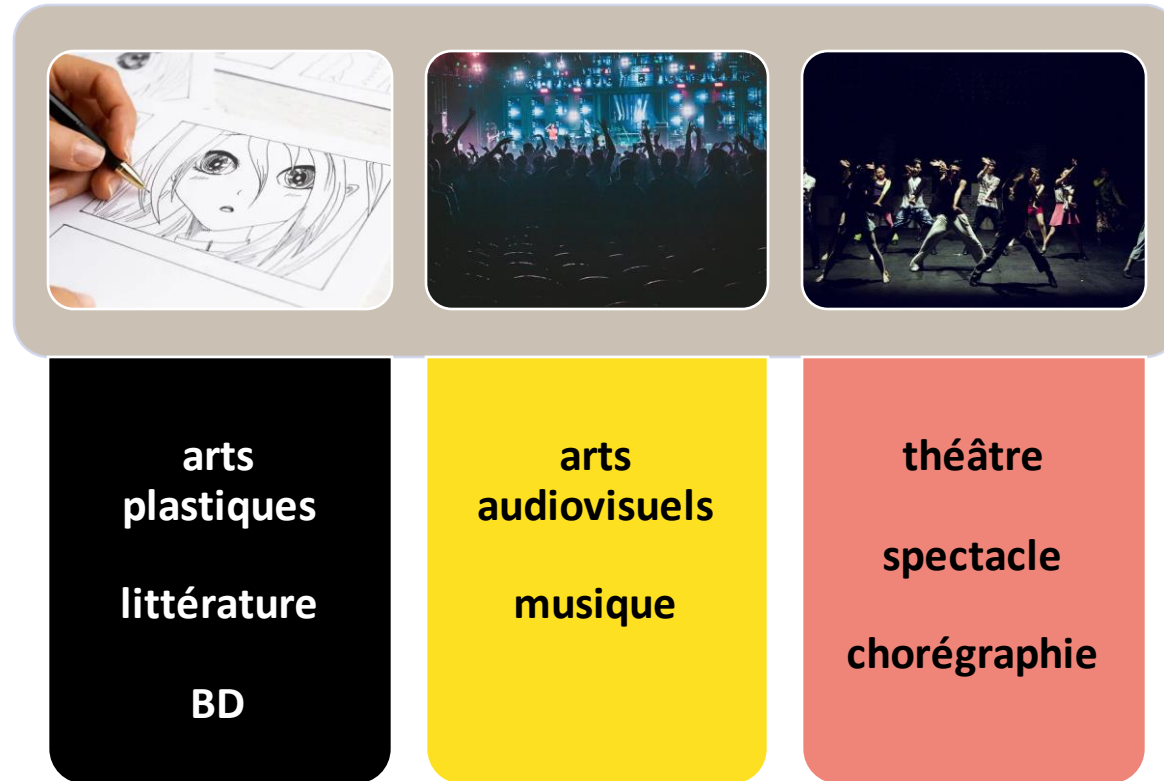 arts
plastiques
littérature
BD
arts
audiovisuels
musique
théâtre
spectacle
chorégraphie